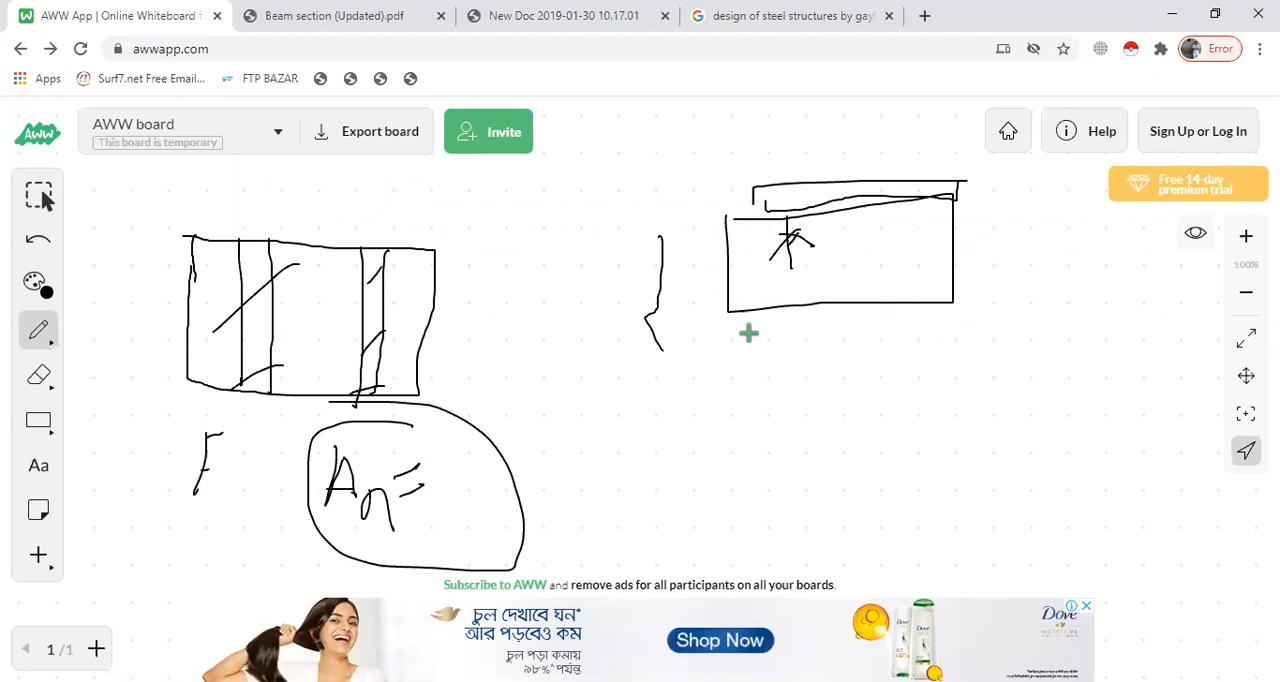 AWW App | Online Whiteboard f
Beam section (Updated).pdf
New Doc 2019-01-30 10.17.01
design of steel structures by gayl
awwapp.com
Error
Apps
Surf7.net Free Email...
FTP BAZAR
AWW
AWW board
This board is temporary
Export board
Invite
Help
Sign Up or Log In
Free 14-day
premium trial
100%
Aa
An=
Subscribe to AWW and remove ads for all participants on all your boards.
চুল দেখাবে ঘন*
আর পড়বেও কম
চুল পড়া কমায়
৯৮%* পর্যন্ত
Shop Now
Dove
1 /1